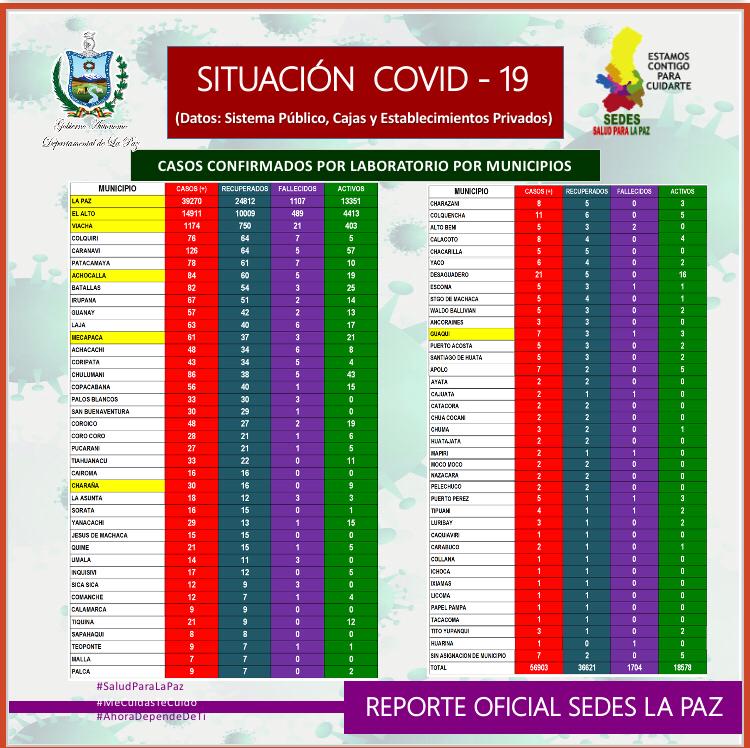 SITUACIÓN COVID - 19
(Datos: Sistema Público, Cajas y Establecimientos Privados)
Gobierno Autónomo
Departamental de La Paz
ESTAMOS
CONTIGO
PARA
CUIDARTE
SEDES
SALUD PARA LA PAZ
CASOS CONFIRMADOS POR LABORATORIO POR MUNICIPIOS
MUNICIPIO CASOS (+) RECUPERADOS FALLECIDOS ACTIVOS
LA PAZ 39270 24812 1107 13351
EL ALTO 14911 10009 489 4413
VIACHA 1174 750 21 403
COLQUIRI 76 64 7 5
CARANAVI 126 64 5 57
PATACAMAYA 78 61 7 10
ACHOCALLA 84 60 5 19
BATALLAS 82 54 3 25
IRUPANA 67 51 2 14
GUANAY 57 42 2 13
LAJA 63 40 6 17
MECAPACA 61 37 3 21
ACHACACHI 48 34 6 8
CORIPATA 43 34 5 4
CHULUMANI 86 38 5 43
COPACABANA 56 40 1 15
PALOS BLANCOS 33 30 3 0
SAN BUENAVENTURA 30 29 1 0
COROICO 48 27 2 19
CORO CORO 28 21 1 6
PUCARANI 27 21 1 5
TIAHUANACU 33 22 0 11
CAIROMA 16 16 0 0
CHARAÑA 30 16 0 9
LA ASUNTA 18 12 3 3
SORATA 16 15 0 1
YANACACHI 29 13 1 15
JESUS DE MACHACA 15 15 0 0
QUIME 21 15 1 5
UMALA 14 11 3 0
INQUISIVI 17 12 0 5
SICA SICA 12 9 3 0
COMANCHE 12 7 1 4
CALAMARCA 9 9 0 0
TIQUINA 21 9 0 12
SAPAHAQUI 8 8 0 0
TEOPONTE 9 7 1 1
MALLA 7 7 0 0
PALCA 9 7 0 2
MUNICIPIO CASOS (+) RECUPERADOS FALLECIDOS ACTIVOS
CHARAZANI 8 5 0 3
COLQUENCHA 11 6 0 5
ALTO BENI 5 3 2 0
CALACOTO 8 4 0 4
CHACARILLA 5 5 0 0
YACO 6 4 0 2
DESAGUADERO 21 5 0 16
ESCOMA 5 3 1 1
STGO DE MACHACA 5 4 0 1
WALDO BALLIVIAN 5 3 0 2
ANCORAIMES 3 3 0 0
GUAQUI 7 3 1 3
PUERTO ACOSTA 5 3 0 2
SANTIAGO DE HUATA 5 3 0 2
APOLO 7 2 0 5
AYATA 2 2 0 0
CAJUATA 2 1 1 0
CATACORA 2 2 0 0
CHUA COCANI 2 2 0 0
CHUMA 3 2 0 1
HUATAJATA 2 2 0 0
MAPIRI 2 1 1 0
MOCO MOCO 2 2 0 0
NAZACARA 2 2 0 0
PELECHUCO 2 2 0 0
PUERTO PEREZ 5 1 1 3
TIPUANI 4 1 1 2
LURIBAY 3 1 0 2
CAQUIAVIRI 1 1 0 0
CARABUCO 2 1 0 1
COLLANA 1 1 0 0
ICHOCA 1 1 0 0
IXIAMAS 1 1 0 0
LICOMA 1 1 0 0
PAPEL PAMPA 1 1 0 0
TACACOMA 1 1 0 0
TITO YUPANQUI 3 1 0 2
HUARINA 1 0 1 0
SIN ASIGNACION DE MUNICIPIO 7 2 0 5
TOTAL 56903 36621 1704 18578
#SaludParaLaPaz
#MeCuidasTeCuido
#AhoraDependeDeTi
REPORTE OFICIAL SEDES LA PAZ